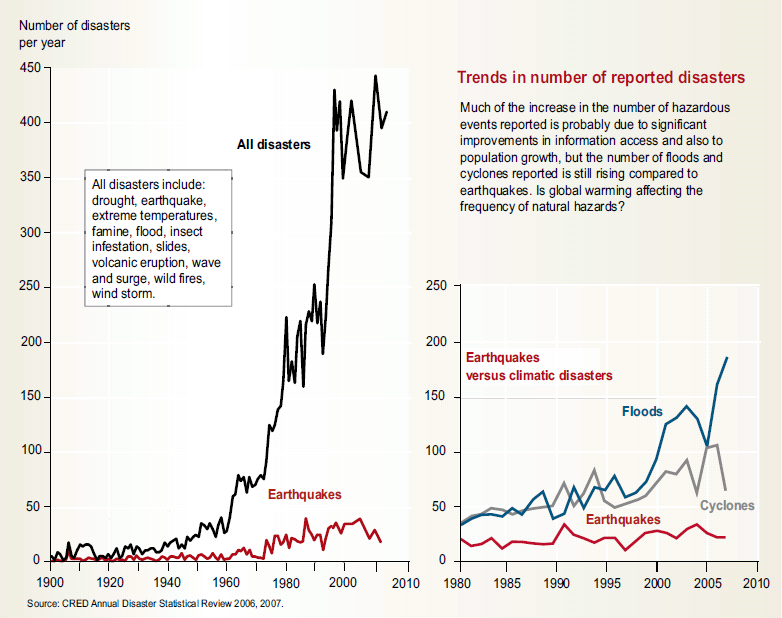 Number of disasters
per year
450
400
350
300
250
200
150
100
50
0
1900
1920
1940
1960
1980
2000
2010
All disasters
All disasters include:
drought, earthquake,
extreme temperatures,
famine, flood, insect
infestation, slides,
volcanic eruption, wave
and surge, wild fires,
wind storm.
Earthquakes
Trends in number of reported disasters
Much of the increase in the number of hazardous
events reported is probably due to significant
improvements in information access and also to
population growth, but the number of floods and
cyclones reported is still rising compared to
earthquakes. Is global warming affecting the
frequency of natural hazards?
250
200
150
100
50
0
1980
1985
1990
1995
2000
2005
2010
Earthquakes
versus climatic disasters
Floods
Cyclones
Earthquakes
Source: CRED Annual Disaster Statistical Review 2006, 2007.